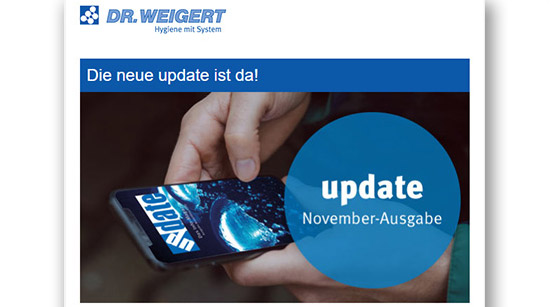 DR.WEIGERT
Hygiene mit System
Die neue update ist da!
update
November-Ausgabe
update